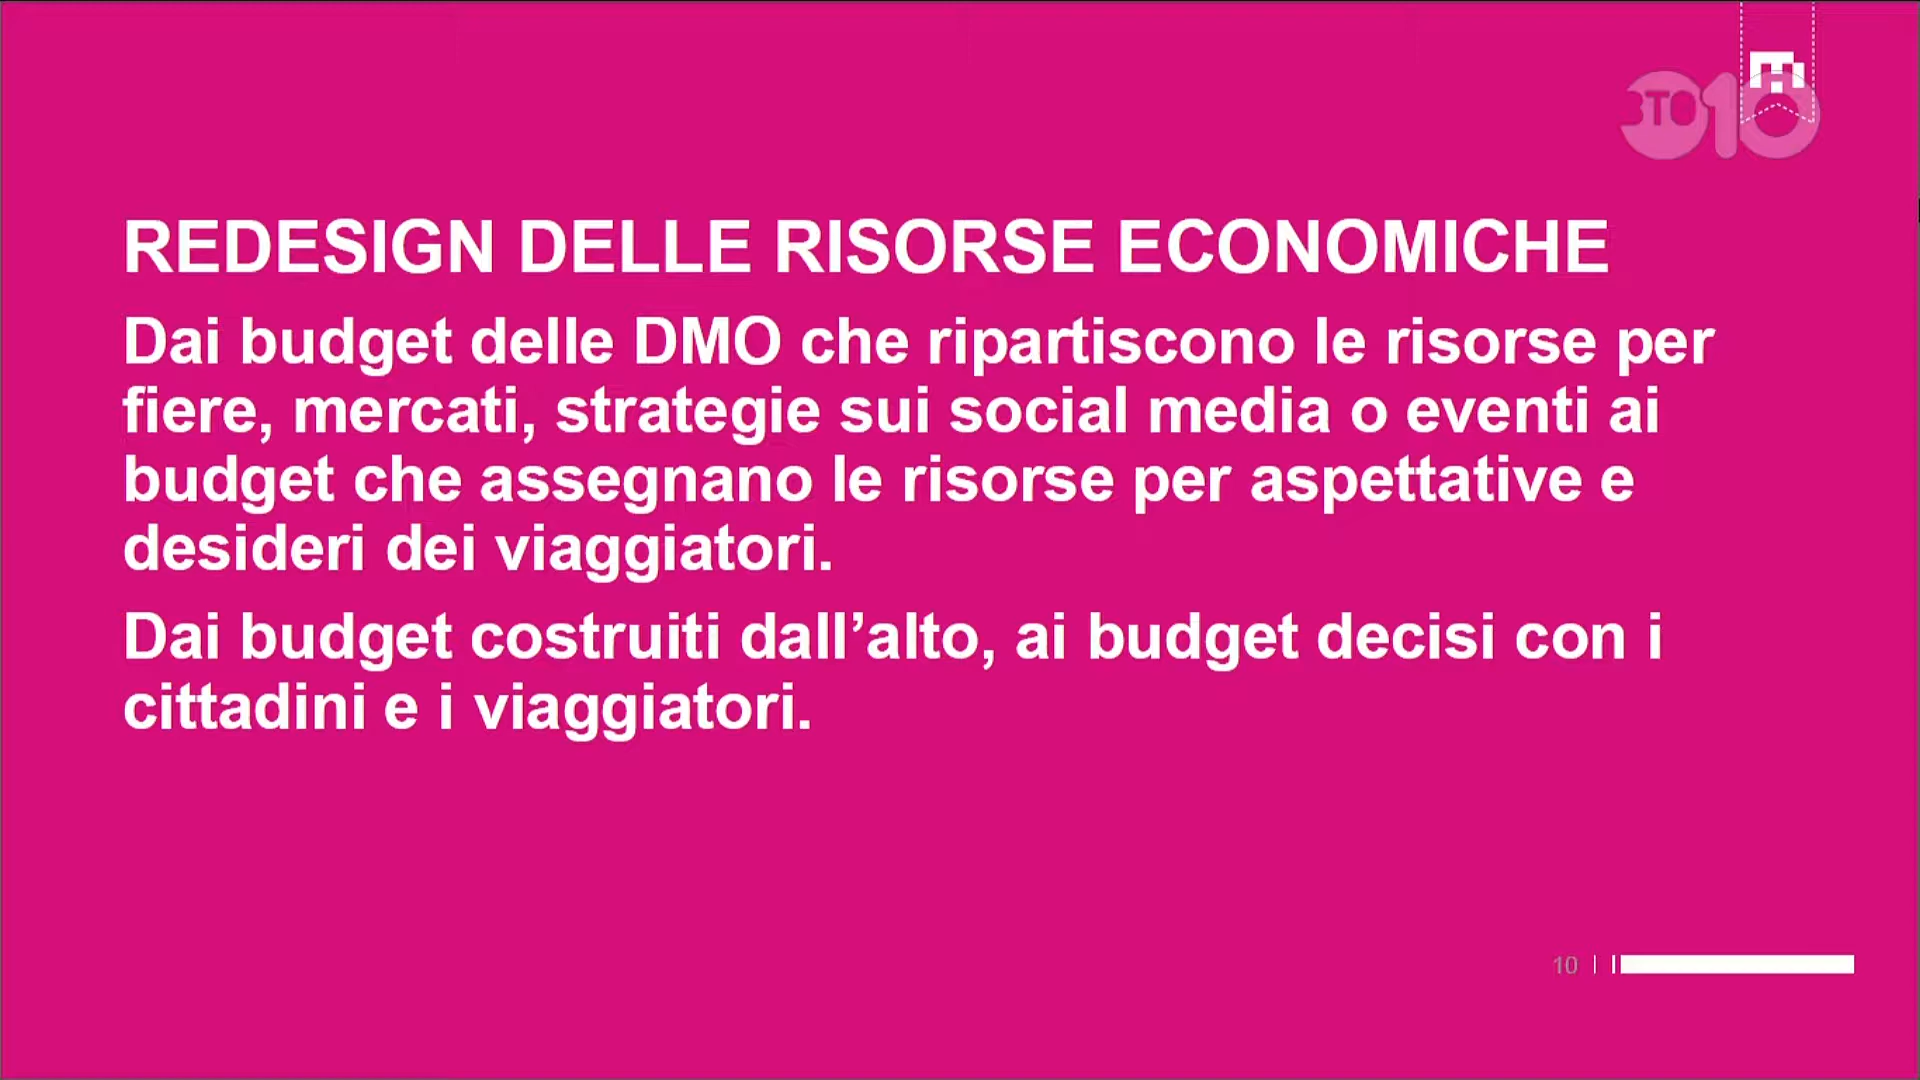 BTO10
REDESIGN DELLE RISORSE ECONOMICHE
Dai budget delle DMO che ripartiscono le risorse per
fiere, mercati, strategie sui social media o eventi ai
budget che assegnano le risorse per aspettative e
desideri dei viaggiatori.
Dai budget costruiti dall’alto, ai budget decisi con i
cittadini e i viaggiatori.
10